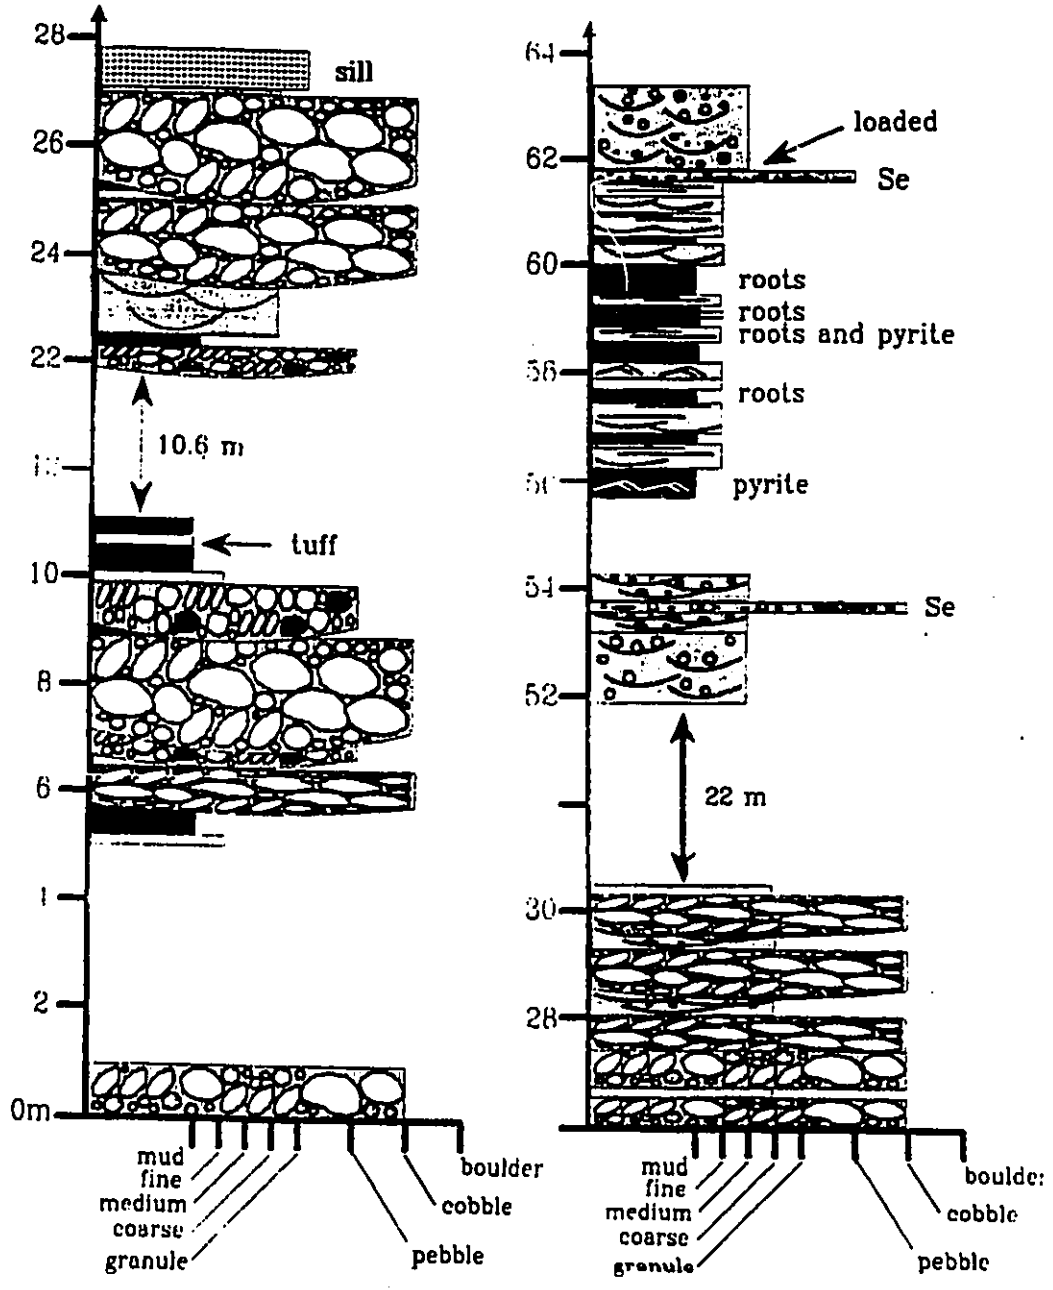 28
sill
26
24
22
10.6 m
tuff
10
8
6
2
0m
mud
fine
medium
coarse
granule
boulder
cobble
pebble
64
loaded
62
Se
60
roots
roots
roots and pyrite
58
roots
pyrite
54
Se
52
22 m
30
28
mud
fine
medium
coarse
granule
cobble
pebble